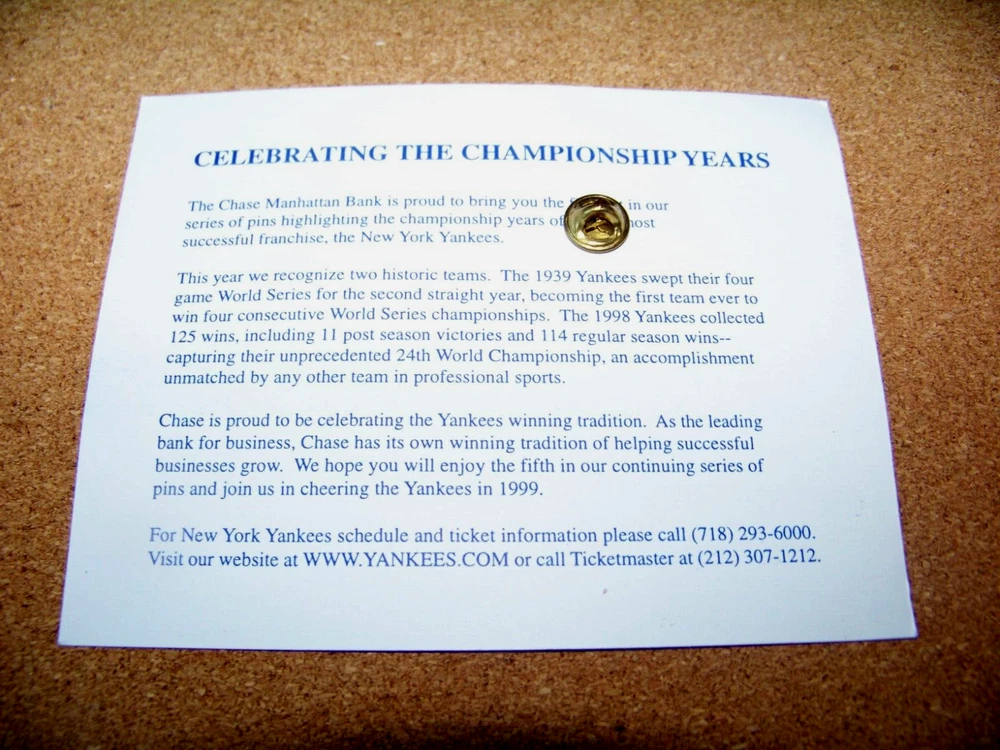 CELEBRATING THE CHAMPIONSHIP YEARS
The Chase Manhattan Bank is proud to bring you the in our
series of pins highlighting the championship years of
successful franchise, the New York Yankees.
This year we recognize two historic teams. The 1939 Yankees swept their four
game World Series for the second straight year, becoming the first team ever to
win four consecutive World Series championships. The 1998 Yankees collected
125 wins, including 11 post season victories and 114 regular season wins--
capturing their unprecedented 24th World Championship, an accomplishment
unmatched by any other team in professional sports.
Chase is proud to be celebrating the Yankees winning tradition. As the leading
bank for business, Chase has its own winning tradition of helping successful
businesses grow. We hope you will enjoy the fifth in our continuing series of
pins and join us in cheering the Yankees in 1999.
For New York Yankees schedule and ticket information please call (718) 293-6000.
Visit our website at WWW.YANKEES.COM or call Ticketmaster at (212) 307-1212.